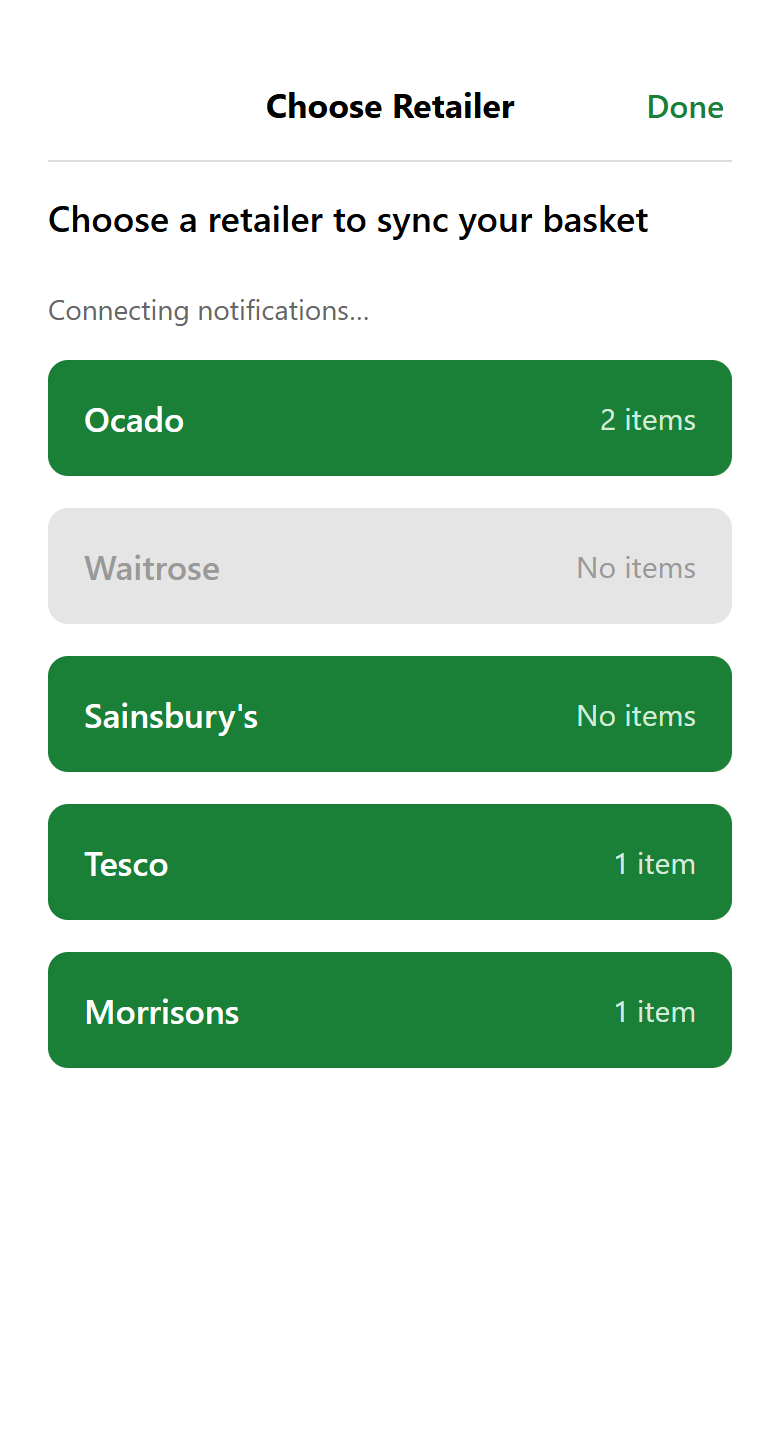 Choose Retailer
Done
Choose a retailer to sync your basket
Connecting notifications...
Ocado
2 items
Waitrose
No items
Sainsbury's
No items
Tesco
1 item
Morrisons
1 item